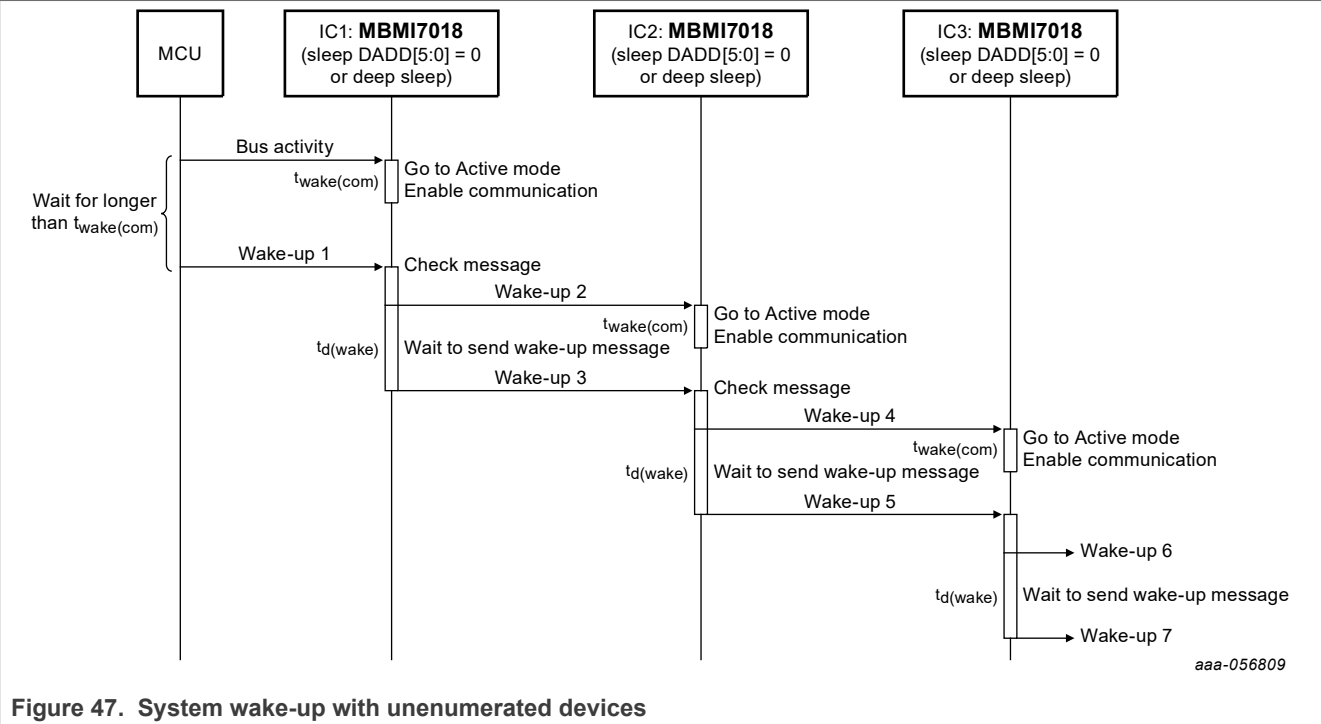 MCU
IC1: MBMI7018
(sleep DADD[5:0] = 0
or deep sleep)
IC2: MBMI7018
(sleep DADD[5:0] = 0
or deep sleep)
IC3: MBMI7018
(sleep DADD[5:0] = 0
or deep sleep)
Bus activity
Wait for longer
than twake(com)
twake(com)
Go to Active mode
Enable communication
Wake-up 1
Check message
Wake-up 2
twake(com)
Go to Active mode
Enable communication
td(wake)
Wait to send wake-up message
Wake-up 3
Check message
Wake-up 4
twake(com)
Go to Active mode
Enable communication
td(wake)
Wait to send wake-up message
Wake-up 5
Wake-up 6
td(wake)
Wait to send wake-up message
Wake-up 7
aaa-056809
Figure 47. System wake-up with unenumerated devices